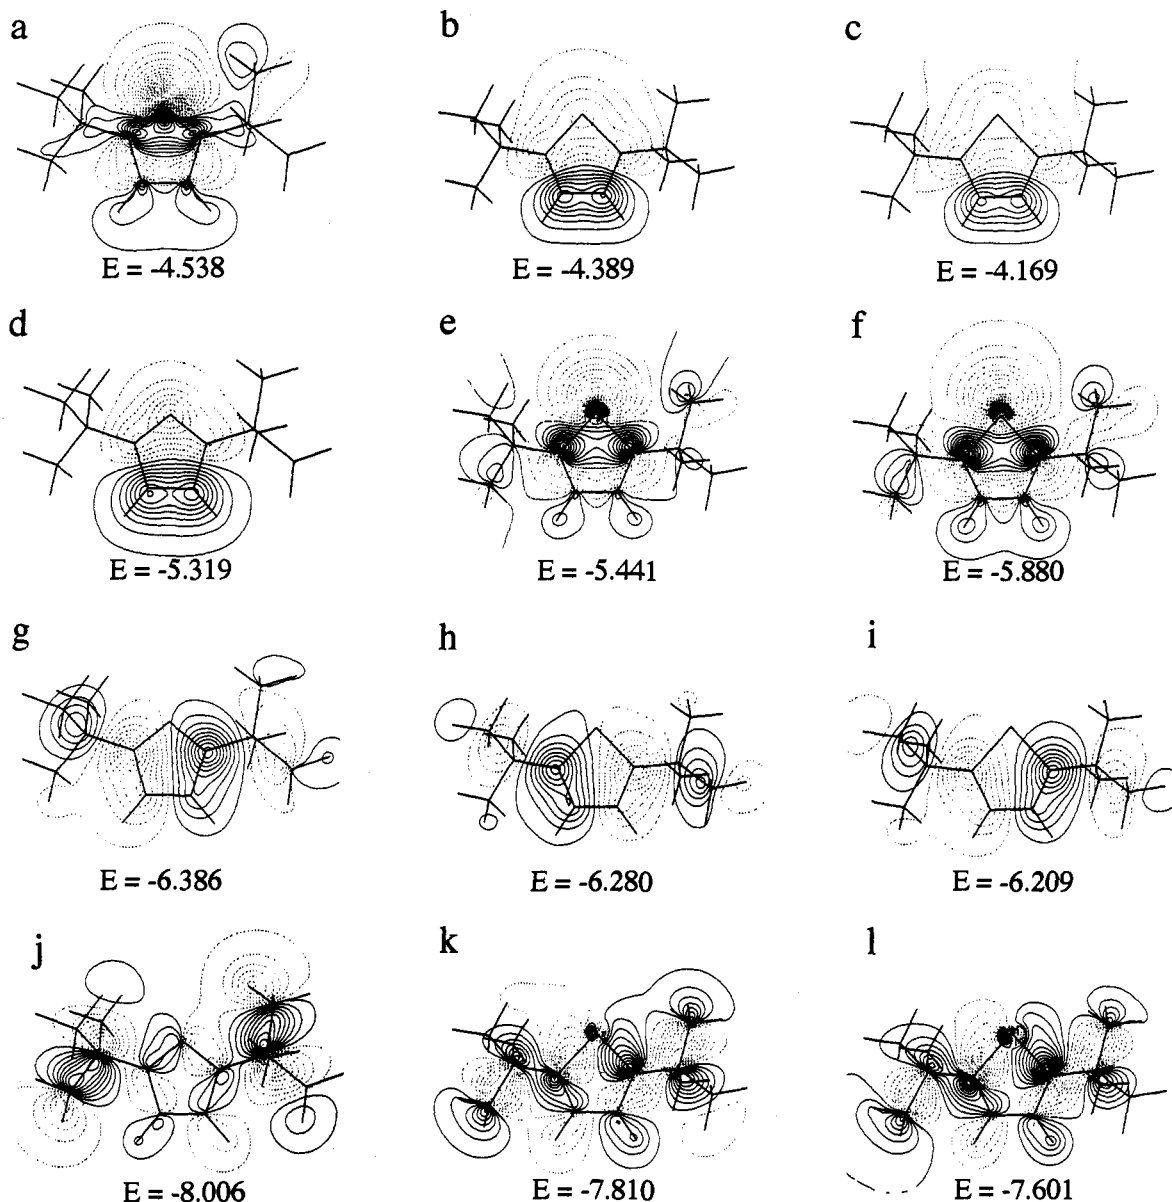 a b c
E = -4.538 E = -4.389 E = -4.169
d e f
E = -5.319 E = -5.441 E = -5.880
g h i
E = -6.386 E = -6.280 E = -6.209
j k l
E = -8.006 E = -7.810 E = -7.601